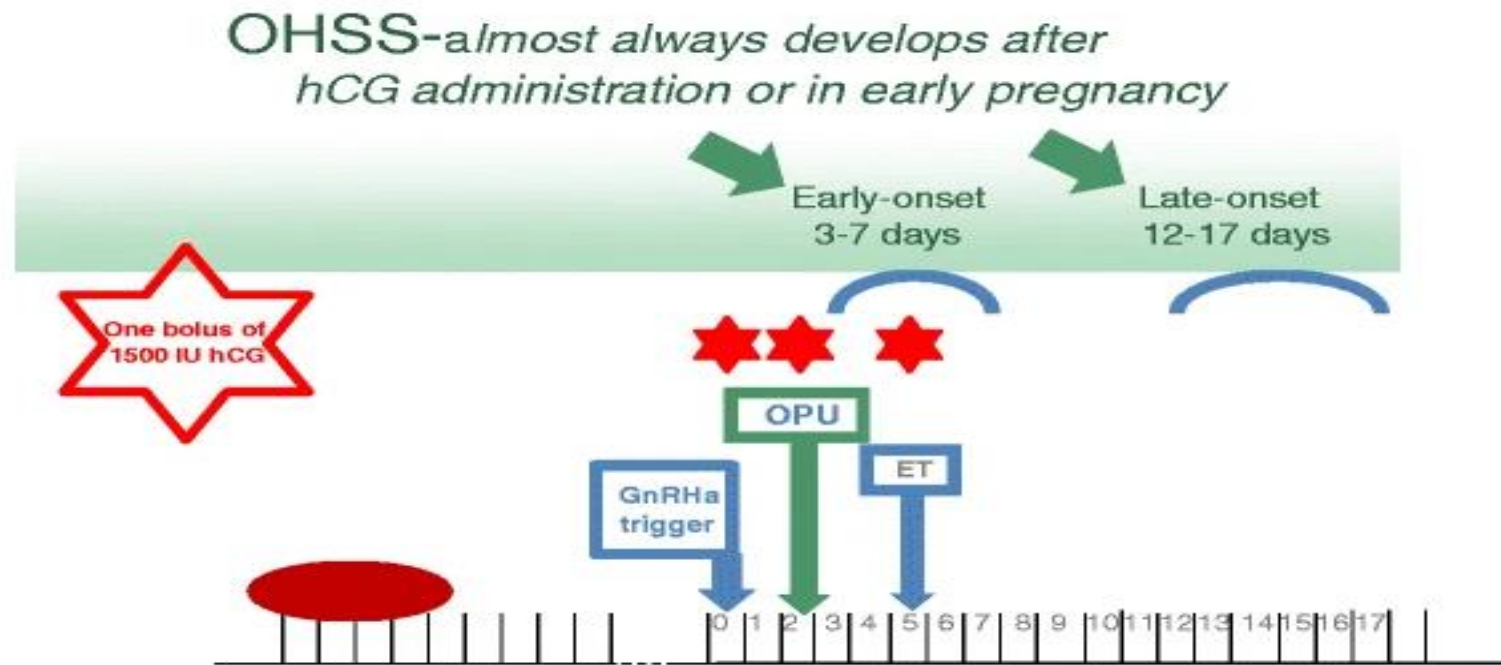 OHSS-almost always develops after
hCG administration or in early pregnancy
Early-onset
3-7 days
Late-onset
12-17 days
One bolus of
1500 IU hCG
OPU
ET
GnRHa
trigger
0 1 2 3 4 5 6 7 8 9 10 11 12 13 14 15 16 17